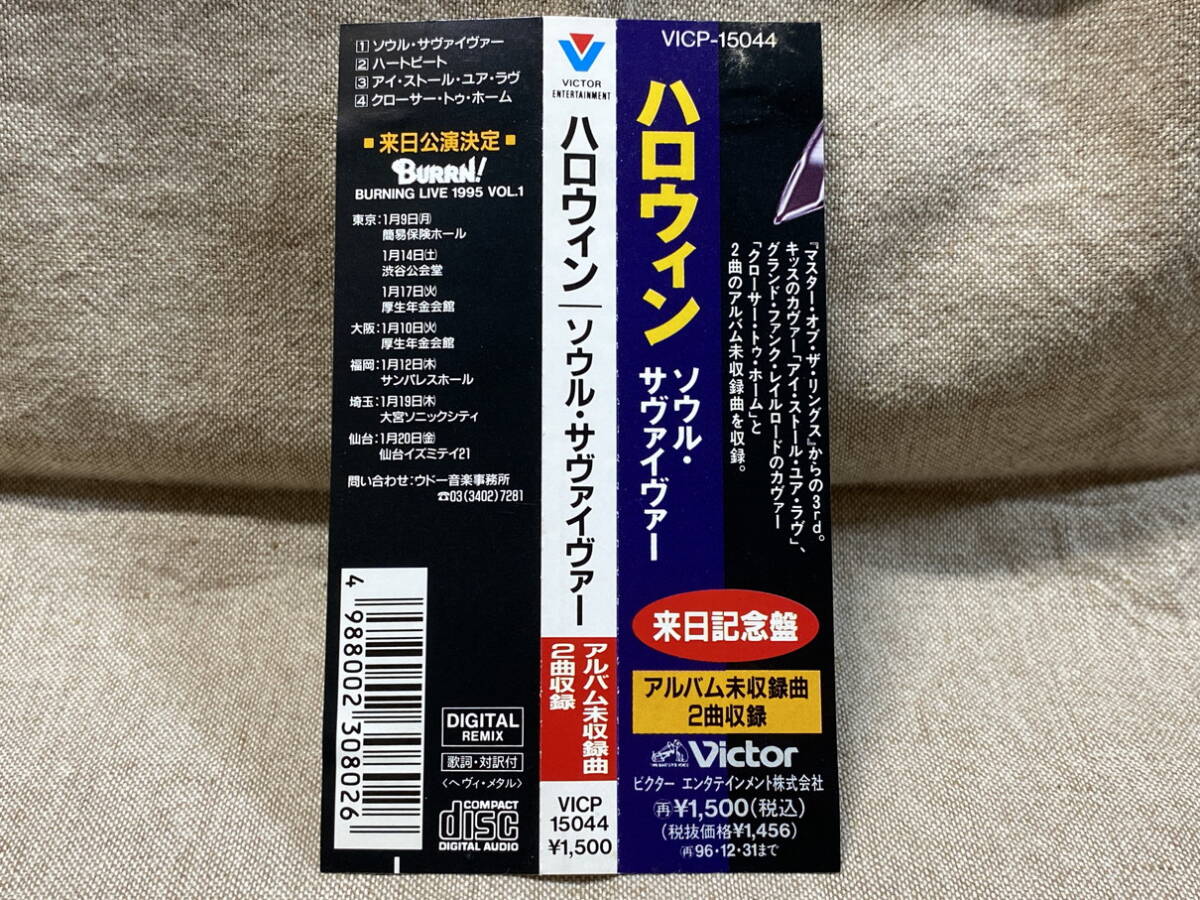 1 ソウル・サヴァイヴァー
2 ハートビート
3 アイ・ストール・ユア・ラヴ
4 クローサー・トゥ・ホーム
■来日公演決定■
BURRN!
BURNING LIVE 1995 VOL.1
東京:1月9日(月)
簡易保険ホール
1月14日(土)
渋谷公会堂
1月17日(火)
厚生年金会館
大阪:1月10日(火)
厚生年金会館
福岡:1月12日(木)
サンパレスホール
埼玉:1月19日(木)
大宮ソニックシティ
仙台:1月20日(金)
仙台イズミティ21
問い合わせ:ウドー音楽事務所
☎03(3402)7281
4 988002 308026
DIGITAL
REMIX
歌詞・対訳付
〈ヘヴィ・メタル〉
COMPACT
disc
DIGITAL AUDIO
VICTOR
ENTERTAINMENT
ハロウィン|ソウル・サヴァイヴァー
アルバム未収録曲
2曲収録
VICP
15044
¥1,500
VICP-15044
ハロウィン
ソウル・
サヴァイヴァー
『マスター・オブ・ザ・リングス』からの3rd。
キッスのカヴァー「アイ・ストール・ユア・ラヴ」、
グランド・ファンク・レイルロードのカヴァー
「クローサー・トゥ・ホーム」と
2曲のアルバム未収録曲を収録。
来日記念盤
アルバム未収録曲
2曲収録
Victor
ビクター エンタテインメント株式会社
(再)¥1,500(税込)
(税抜価格¥1,456)
(再)96・12・31まで